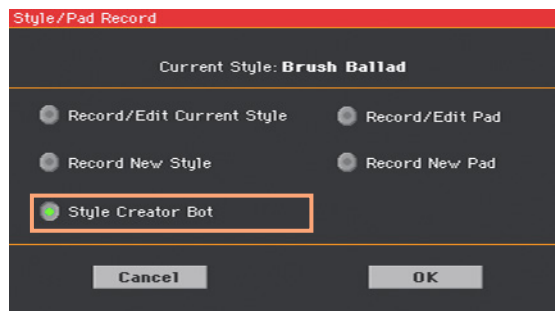 Style/Pad Record
Current Style: Brush Ballad
Record/Edit Current Style
Record/Edit Pad
Record New Style
Record New Pad
Style Creator Bot
Cancel
OK